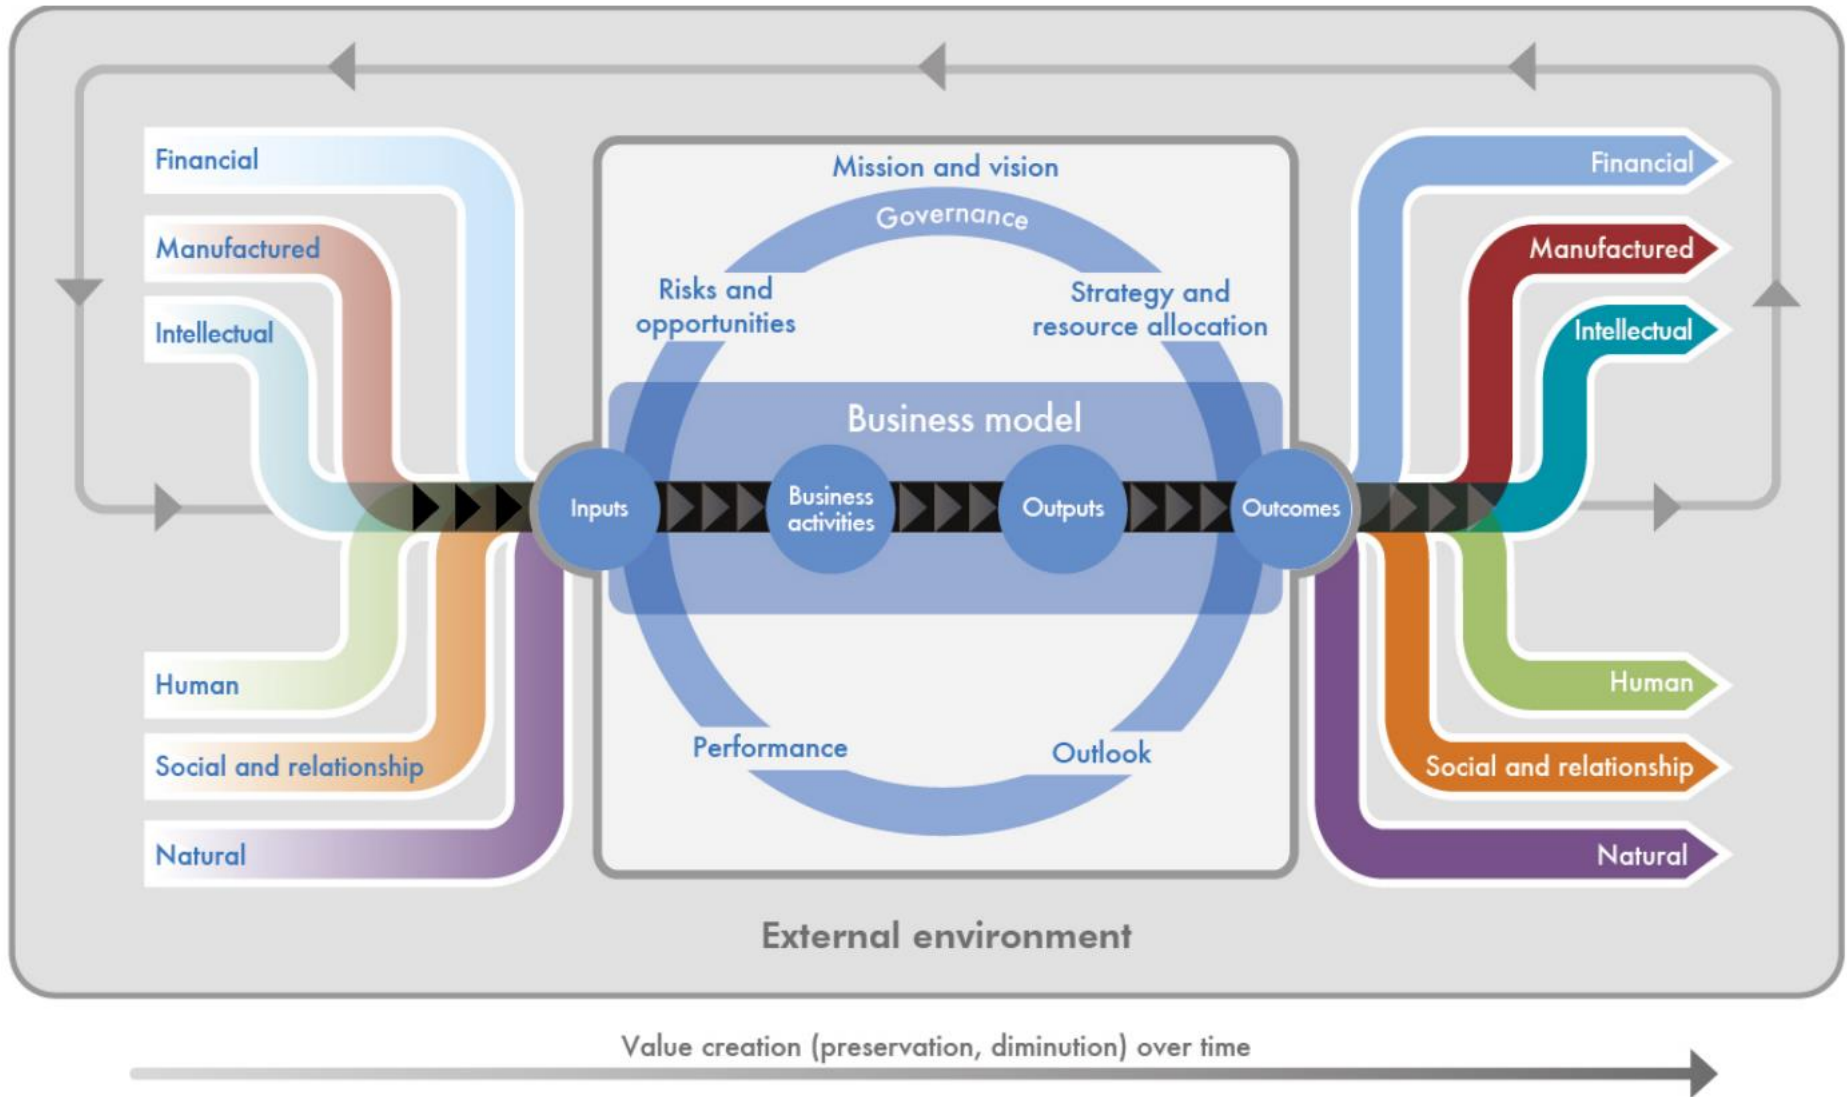 Financial
Manufactured
Intellectual
Human
Social and relationship
Natural
Mission and vision
Governance
Risks and
opportunities
Strategy and
resource allocation
Business model
Inputs
Business
activities
Outputs
Outcomes
Performance
Outlook
Financial
Manufactured
Intellectual
Human
Social and relationship
Natural
External environment
Value creation (preservation, diminution) over time